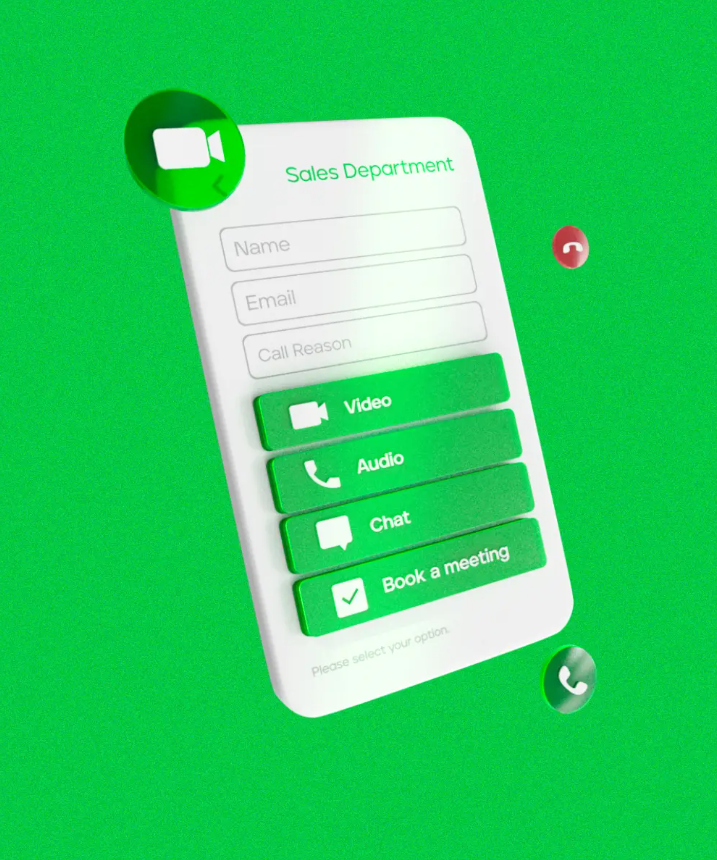 Sales Department
Name
Email
Call Reason
Video
Audio
Chat
Book a meeting
Please select your option.